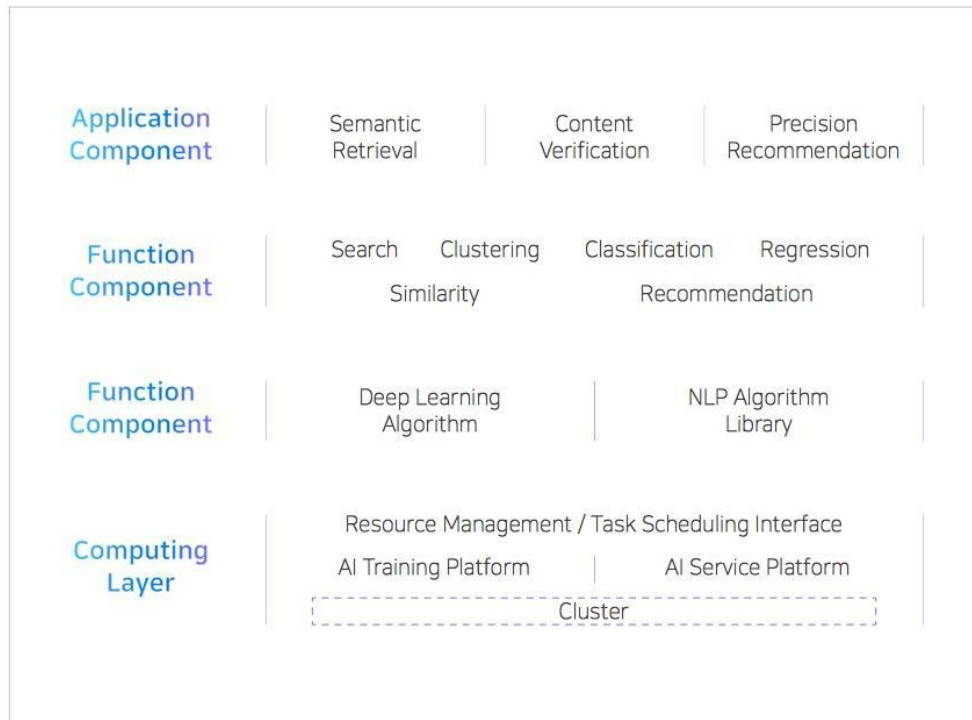 Application
Component
Semantic
Retrieval
Content
Verification
Precision
Recommendation
Function
Component
Search Clustering Classification Regression
Similarity Recommendation
Function
Component
Deep Learning
Algorithm
NLP Algorithm
Library
Computing
Layer
Resource Management / Task Scheduling Interface
AI Training Platform AI Service Platform
Cluster